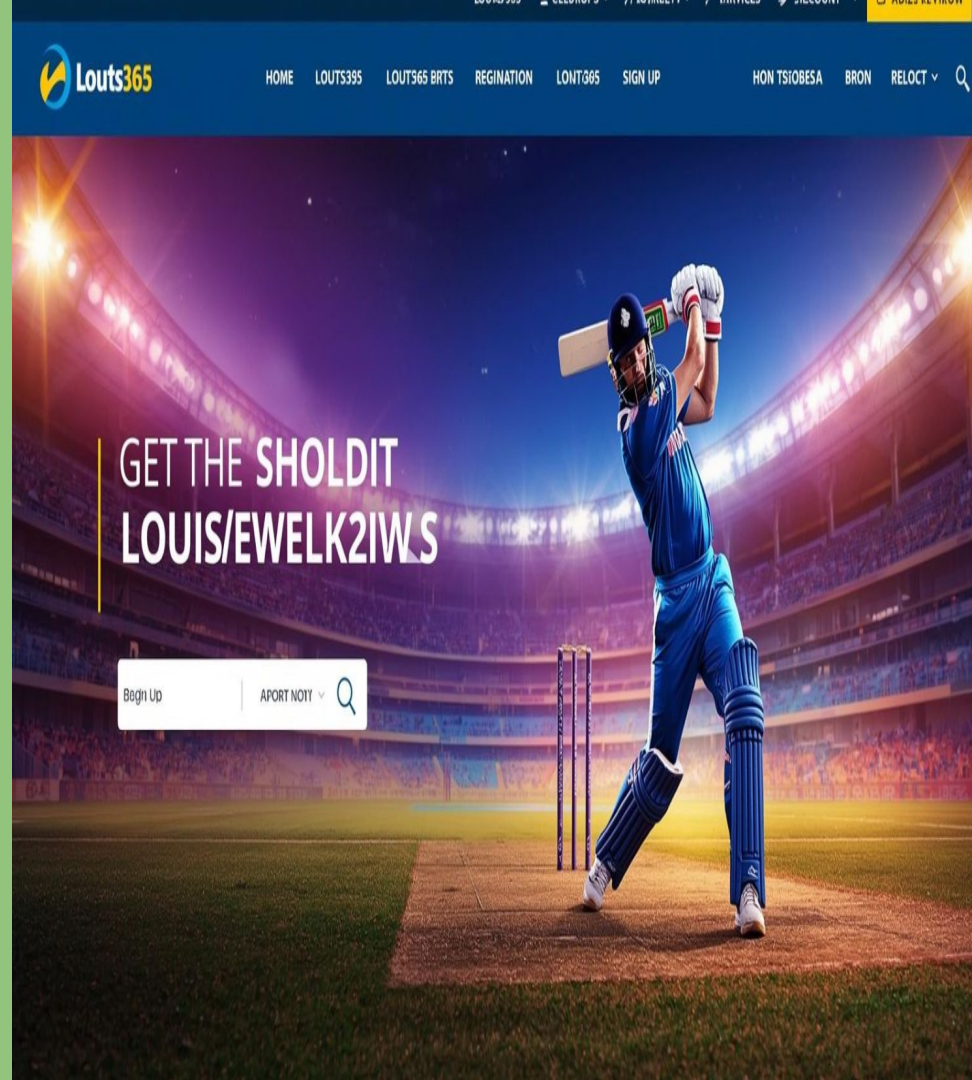 Louts365
HOME LOUTS395 LOUT365 BRTS REGINATION LONTG365 SIGN UP HON TSIOBESA BRON RELOCT
GET THE SHOLDIT
LOUIS/EWELK2IW.S
Begn Up APORT NOTY